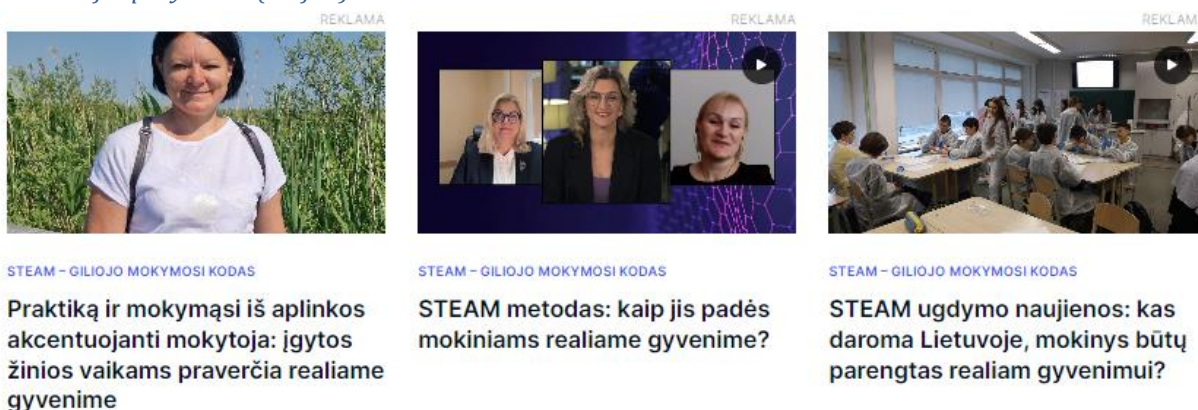 REKLAMA
STEAM – GILIOJO MOKYMOSI KODAS
Praktiką ir mokymąsi iš aplinkos
akcentuojanti mokytoja: įgytos
žinios vaikams praverčia realiame
gyvenime
REKLAMA
STEAM – GILIOJO MOKYMOSI KODAS
STEAM metodas: kaip jis padės
mokiniams realiame gyvenime?
REKLAM
STEAM – GILIOJO MOKYMOSI KODAS
STEAM ugdymo naujienos: kas
daroma Lietuvoje, mokinys būtų
parengtas realiam gyvenimui?